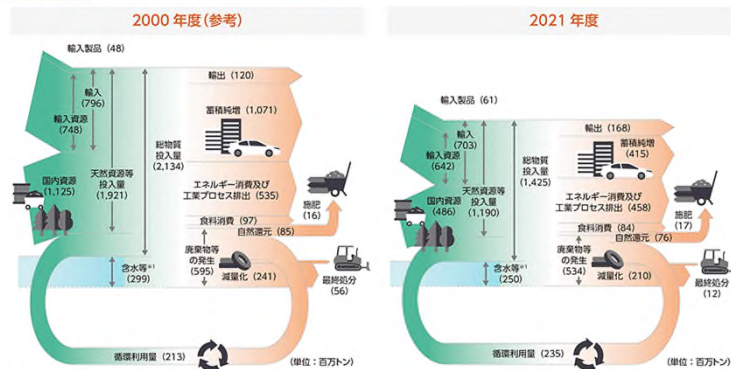 2000 年度(参考)
輸入製品 (48)
輸入
(796)
輸入資源
(748)
輸出 (120)
蓄積純増 (1,071)
総物質
投入量
(2,134)
国内資源
(1,125)
天然資源等
投入量
(1,921)
エネルギー消費及び
工業プロセス排出 (535)
施肥
(16)
食料消費 (97)
自然還元 (85)
廃棄物等
の発生
(595)
含水等※1
(299)
減量化 (241)
最終処分
(56)
循環利用量 (213)
(単位:百万トン)
2021 年度
輸入製品 (61)
輸入
(703)
輸入資源
(642)
輸出 (168)
蓄積純増
(415)
総物質
投入量
(1,425)
国内資源
(486)
天然資源等
投入量
(1,190)
エネルギー消費及び
工業プロセス排出 (458)
施肥
(17)
食料消費 (84)
自然還元 (76)
廃棄物等
の発生
(534)
含水等※1
(250)
減量化 (210)
最終処分
(12)
循環利用量 (235)
(単位:百万トン)